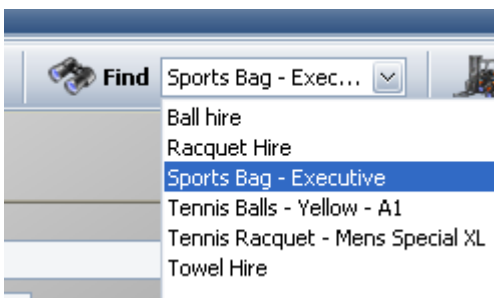 Find Sports Bag - Exec...
Ball hire
Racquet Hire
Sports Bag - Executive
Tennis Balls - Yellow - A1
Tennis Racquet - Mens Special XL
Towel Hire